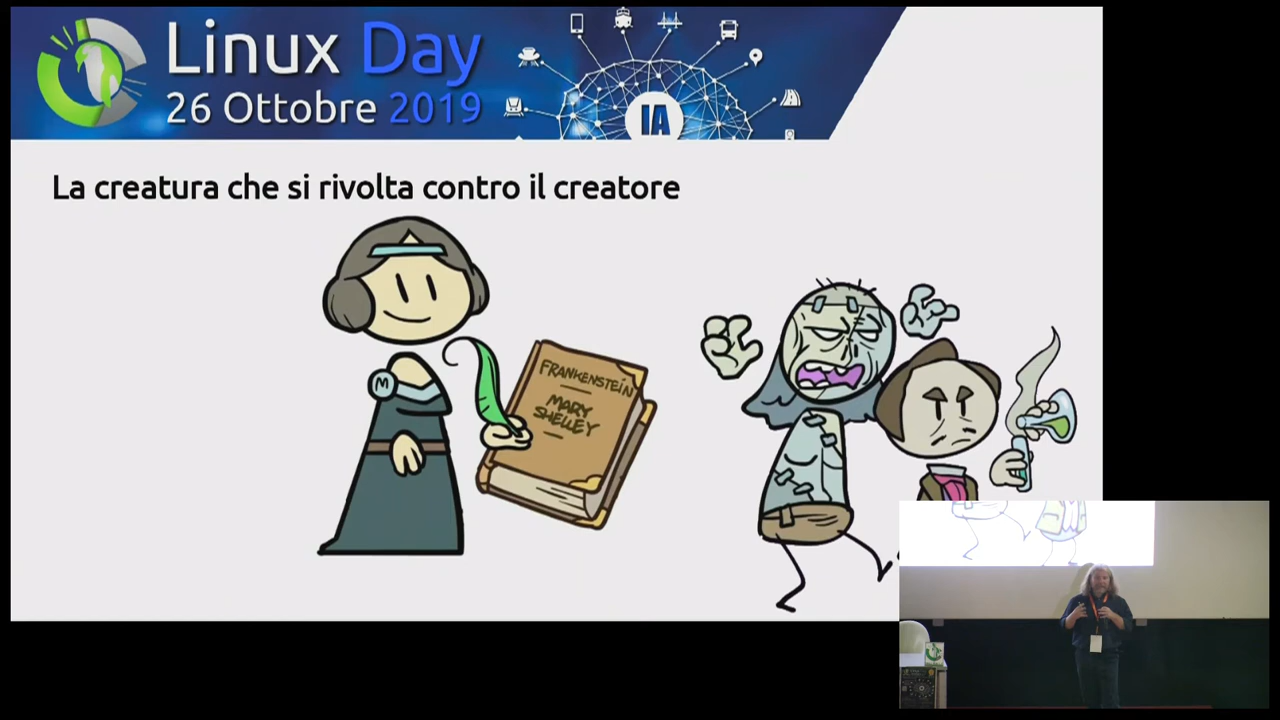 Linux Day
26 Ottobre 2019
IA
La creatura che si rivolta contro il creatore
M
FRANKENSTEIN
MARY
SHELLEY